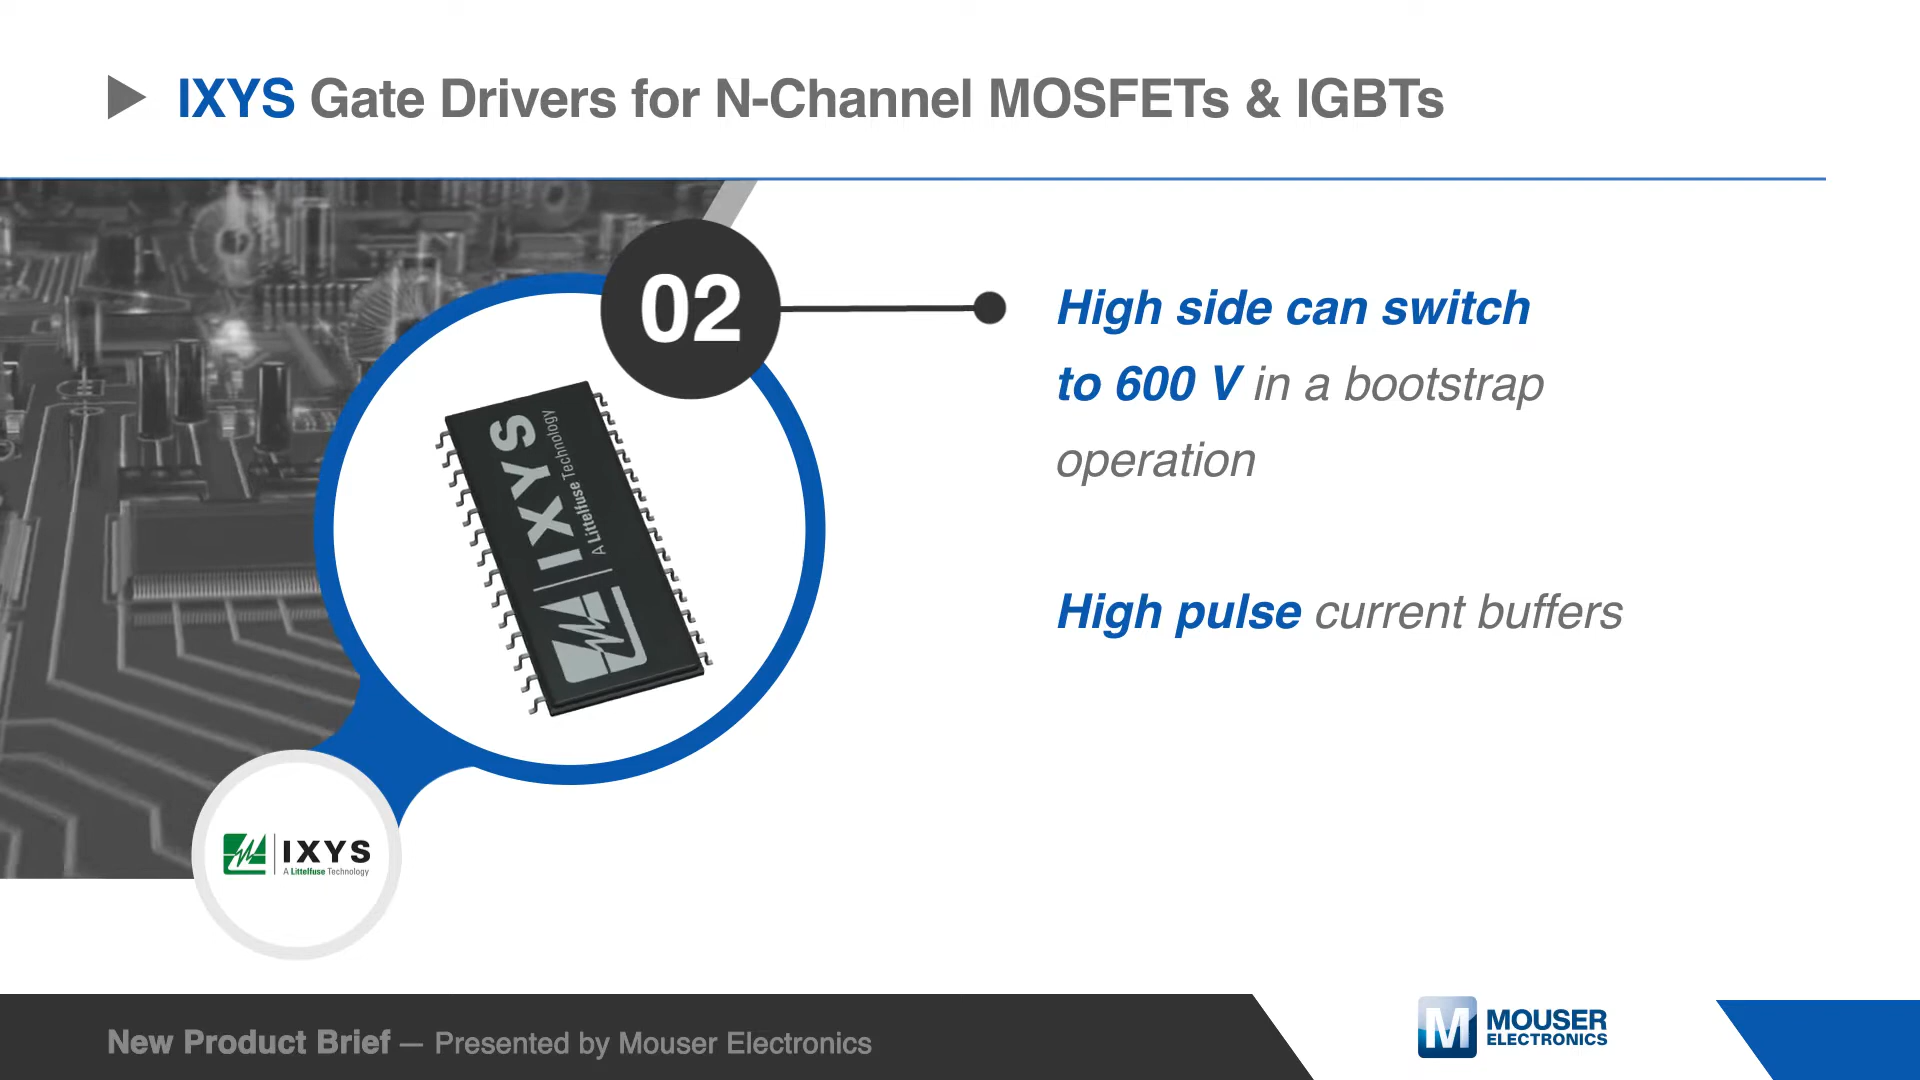 IXYS Gate Drivers for N-Channel MOSFETs & IGBTs
02
High side can switch
to 600 V in a bootstrap
operation
High pulse current buffers
IXYS
A Littelfuse Technology
IXYS
A Littelfuse Technology
New Product Brief — Presented by Mouser Electronics
M
MOUSER
ELECTRONICS